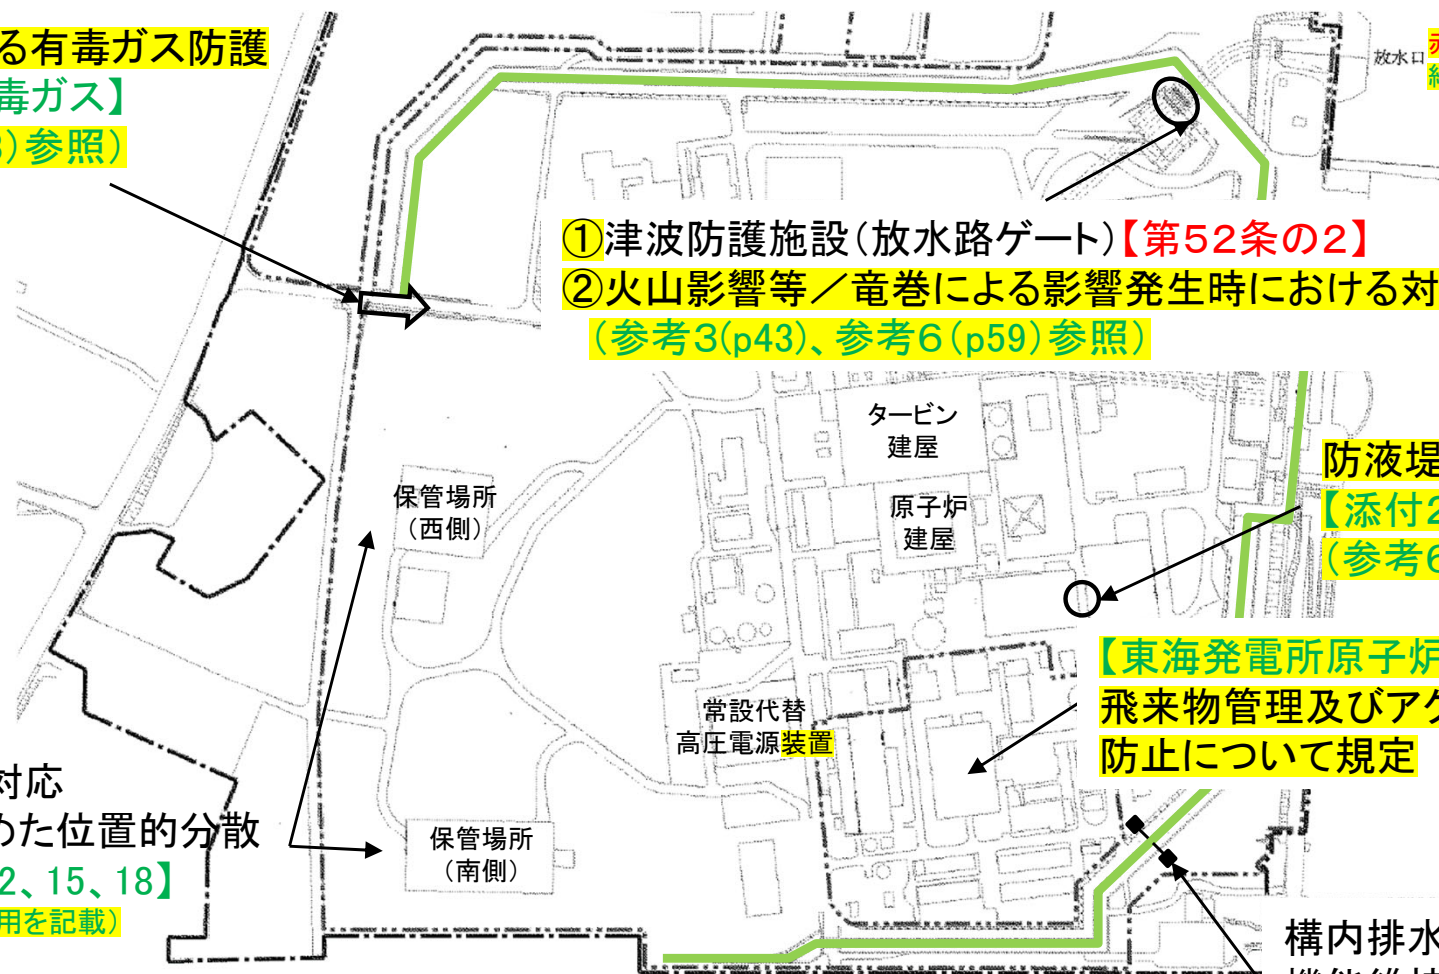 る有毒ガス防護
毒ガス】
)参照)
放水口
①津波防護施設(放水路ゲート)【第52条の2】
②火山影響等/竜巻による影響発生時における対
(参考3(p43)、参考6(p59)参照)
タービン
建屋
原子炉
建屋
保管場所
(西側)
防液堤
【添付2
(参考6
【東海発電所原子炉
飛来物管理及びアク
防止について規定
常設代替
高圧電源装置
対応
めた位置的分散
2、15、18】
用を記載)
保管場所
(南側)
構内排水